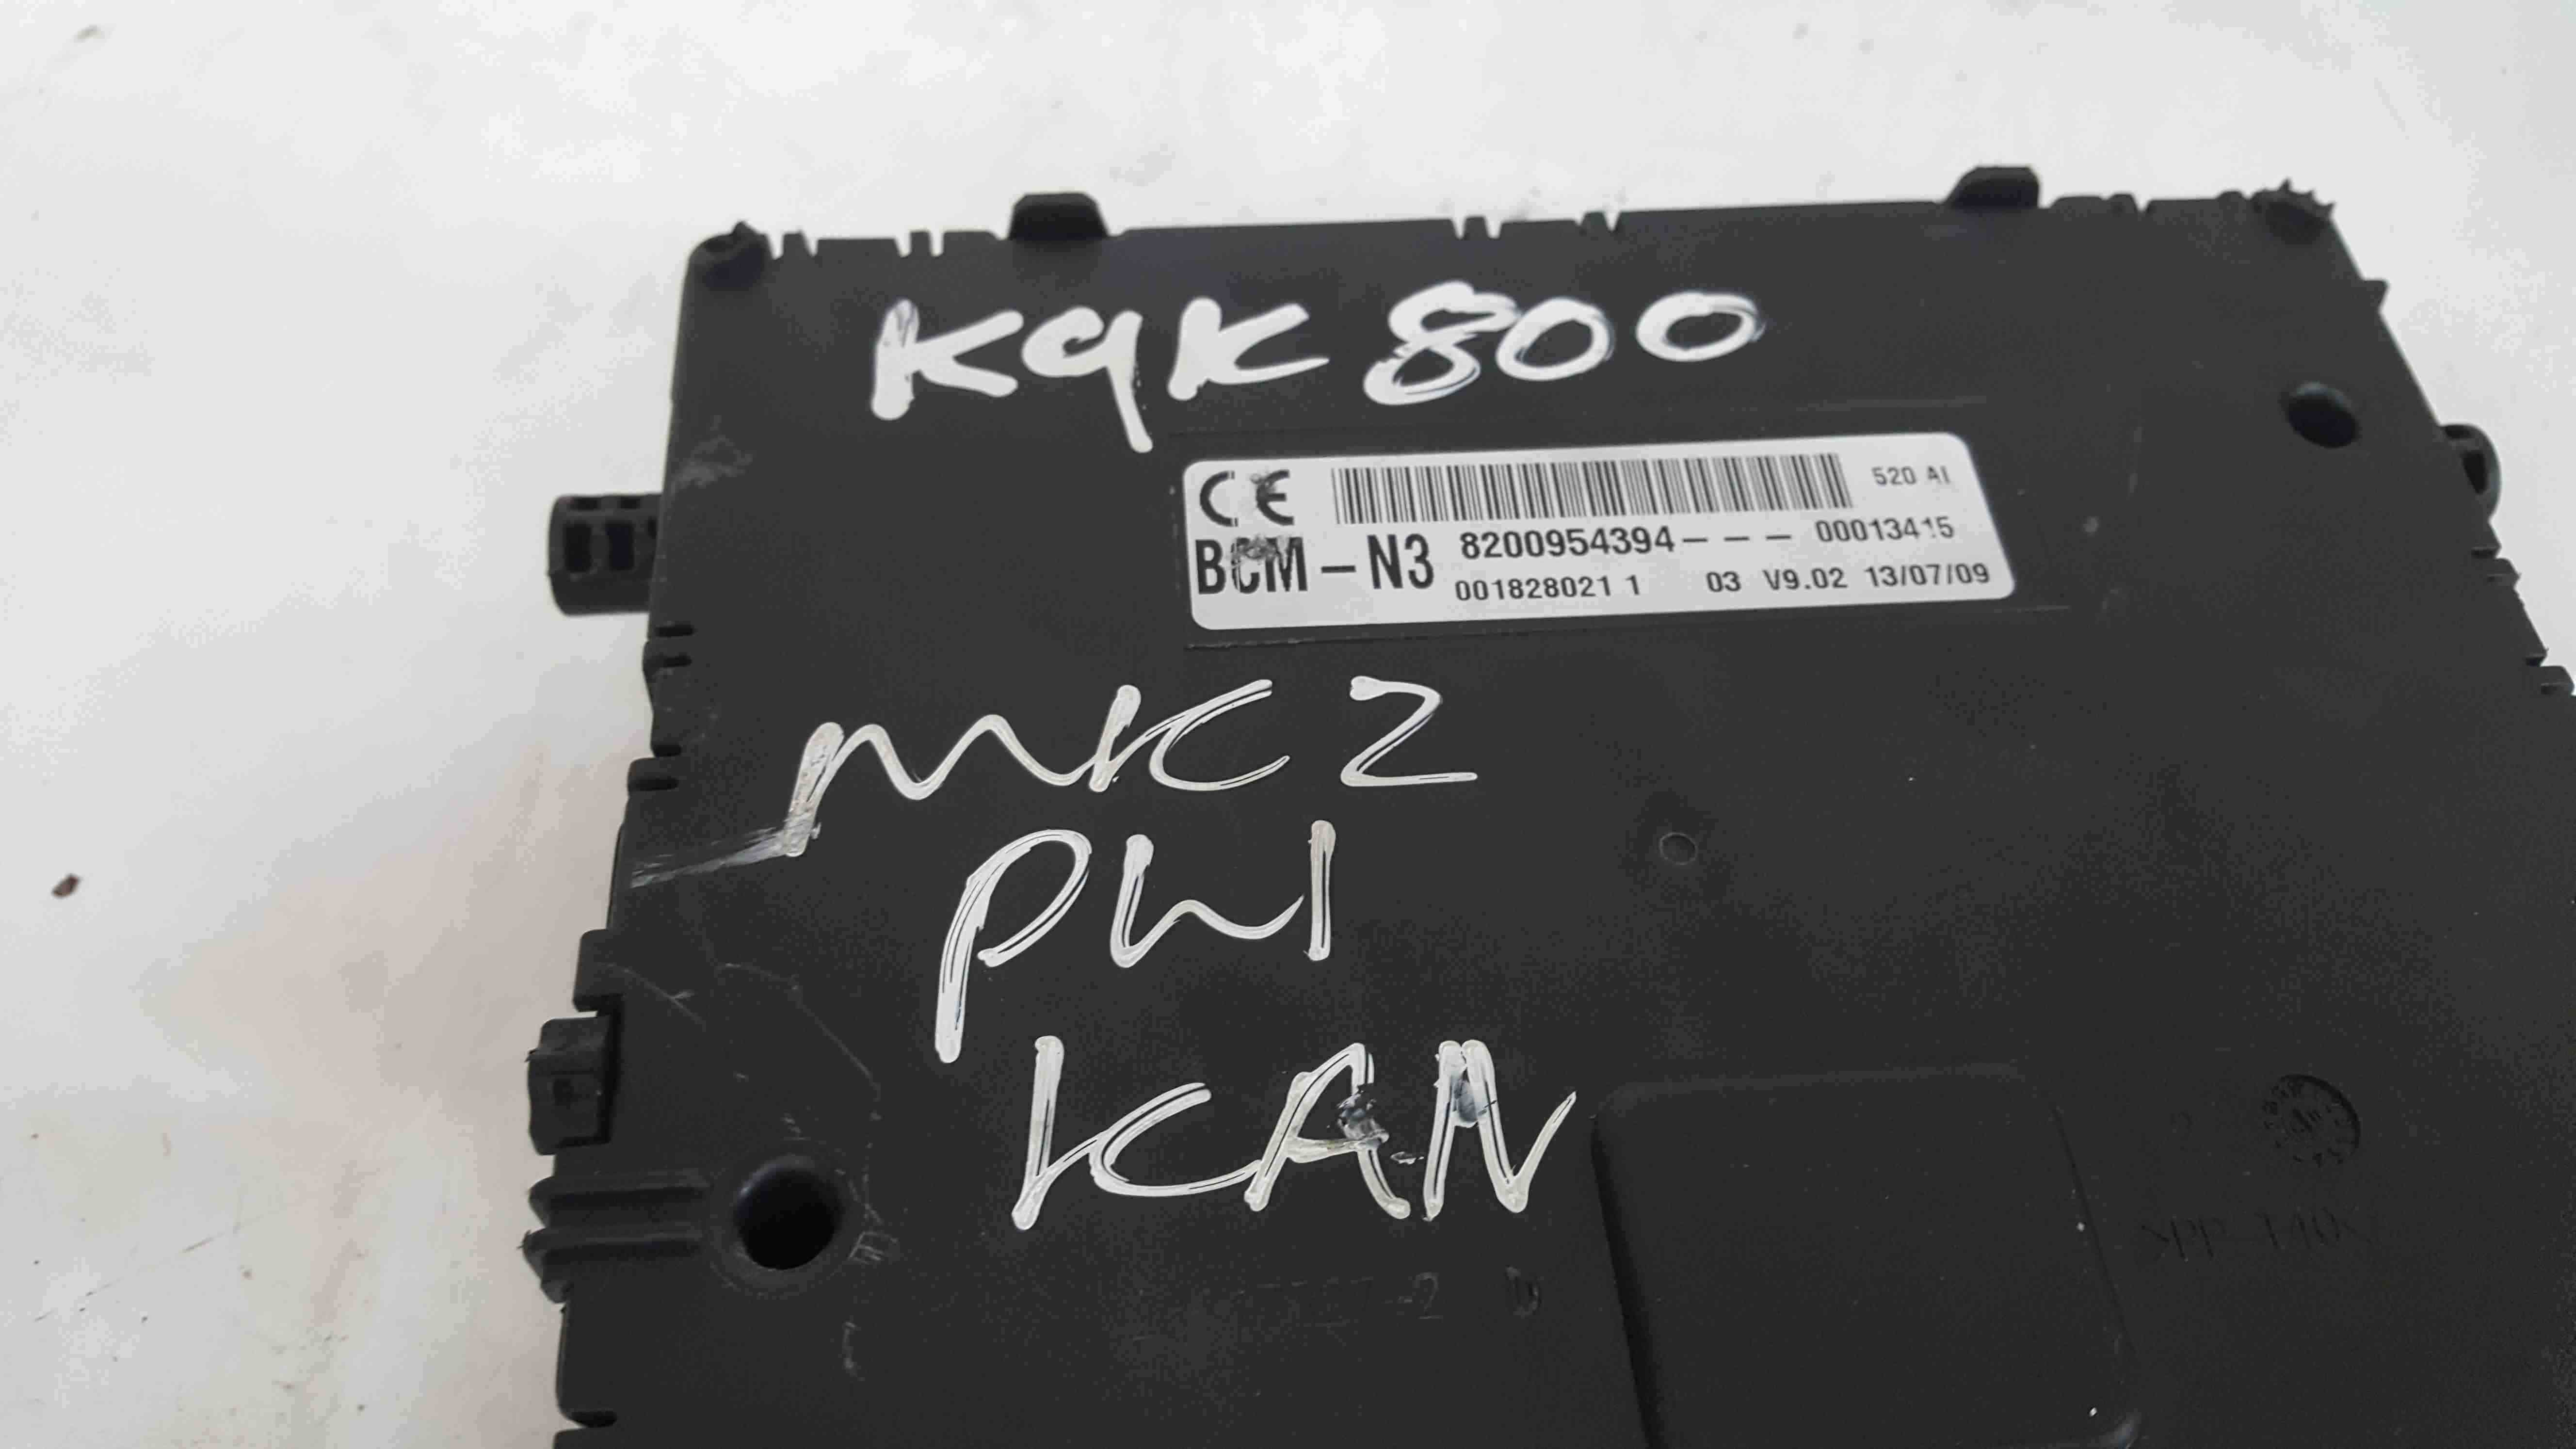 K9K 800
CE
520 AI
BCM-N3 8200954394--- 00013415
001828021 1 03 V9.02 13/07/09
MK2
PH1
KAN